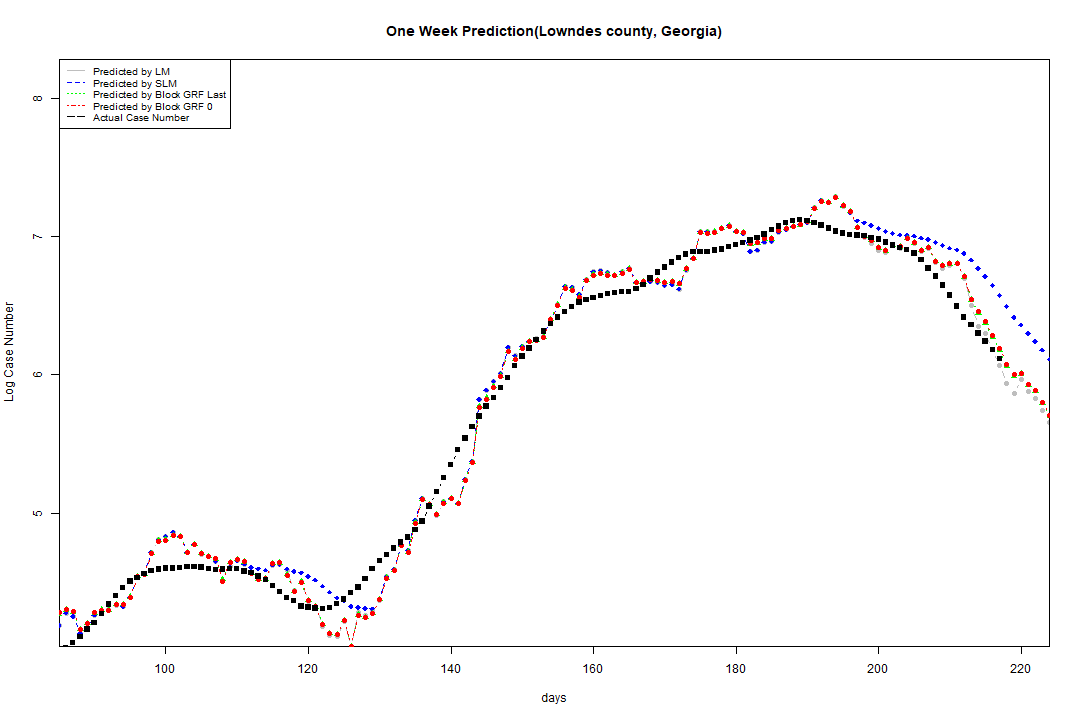 One Week Prediction(Lowndes county, Georgia)
Predicted by LM
Predicted by SLM
Predicted by Block GRF Last
Predicted by Block GRF 0
Actual Case Number
8
7
6
5
Log Case Number
100 120 140 160 180 200 220
days